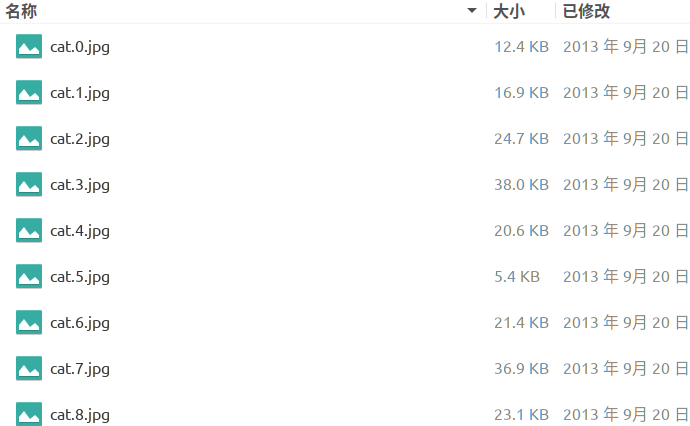 名称 大小 已修改
cat.0.jpg 12.4 KB 2013 年 9月 20 日
cat.1.jpg 16.9 KB 2013 年 9月 20 日
cat.2.jpg 24.7 KB 2013 年 9月 20 日
cat.3.jpg 38.0 KB 2013 年 9月 20 日
cat.4.jpg 20.6 KB 2013 年 9月 20 日
cat.5.jpg 5.4 KB 2013 年 9月 20 日
cat.6.jpg 21.4 KB 2013 年 9月 20 日
cat.7.jpg 36.9 KB 2013 年 9月 20 日
cat.8.jpg 23.1 KB 2013 年 9月 20 日